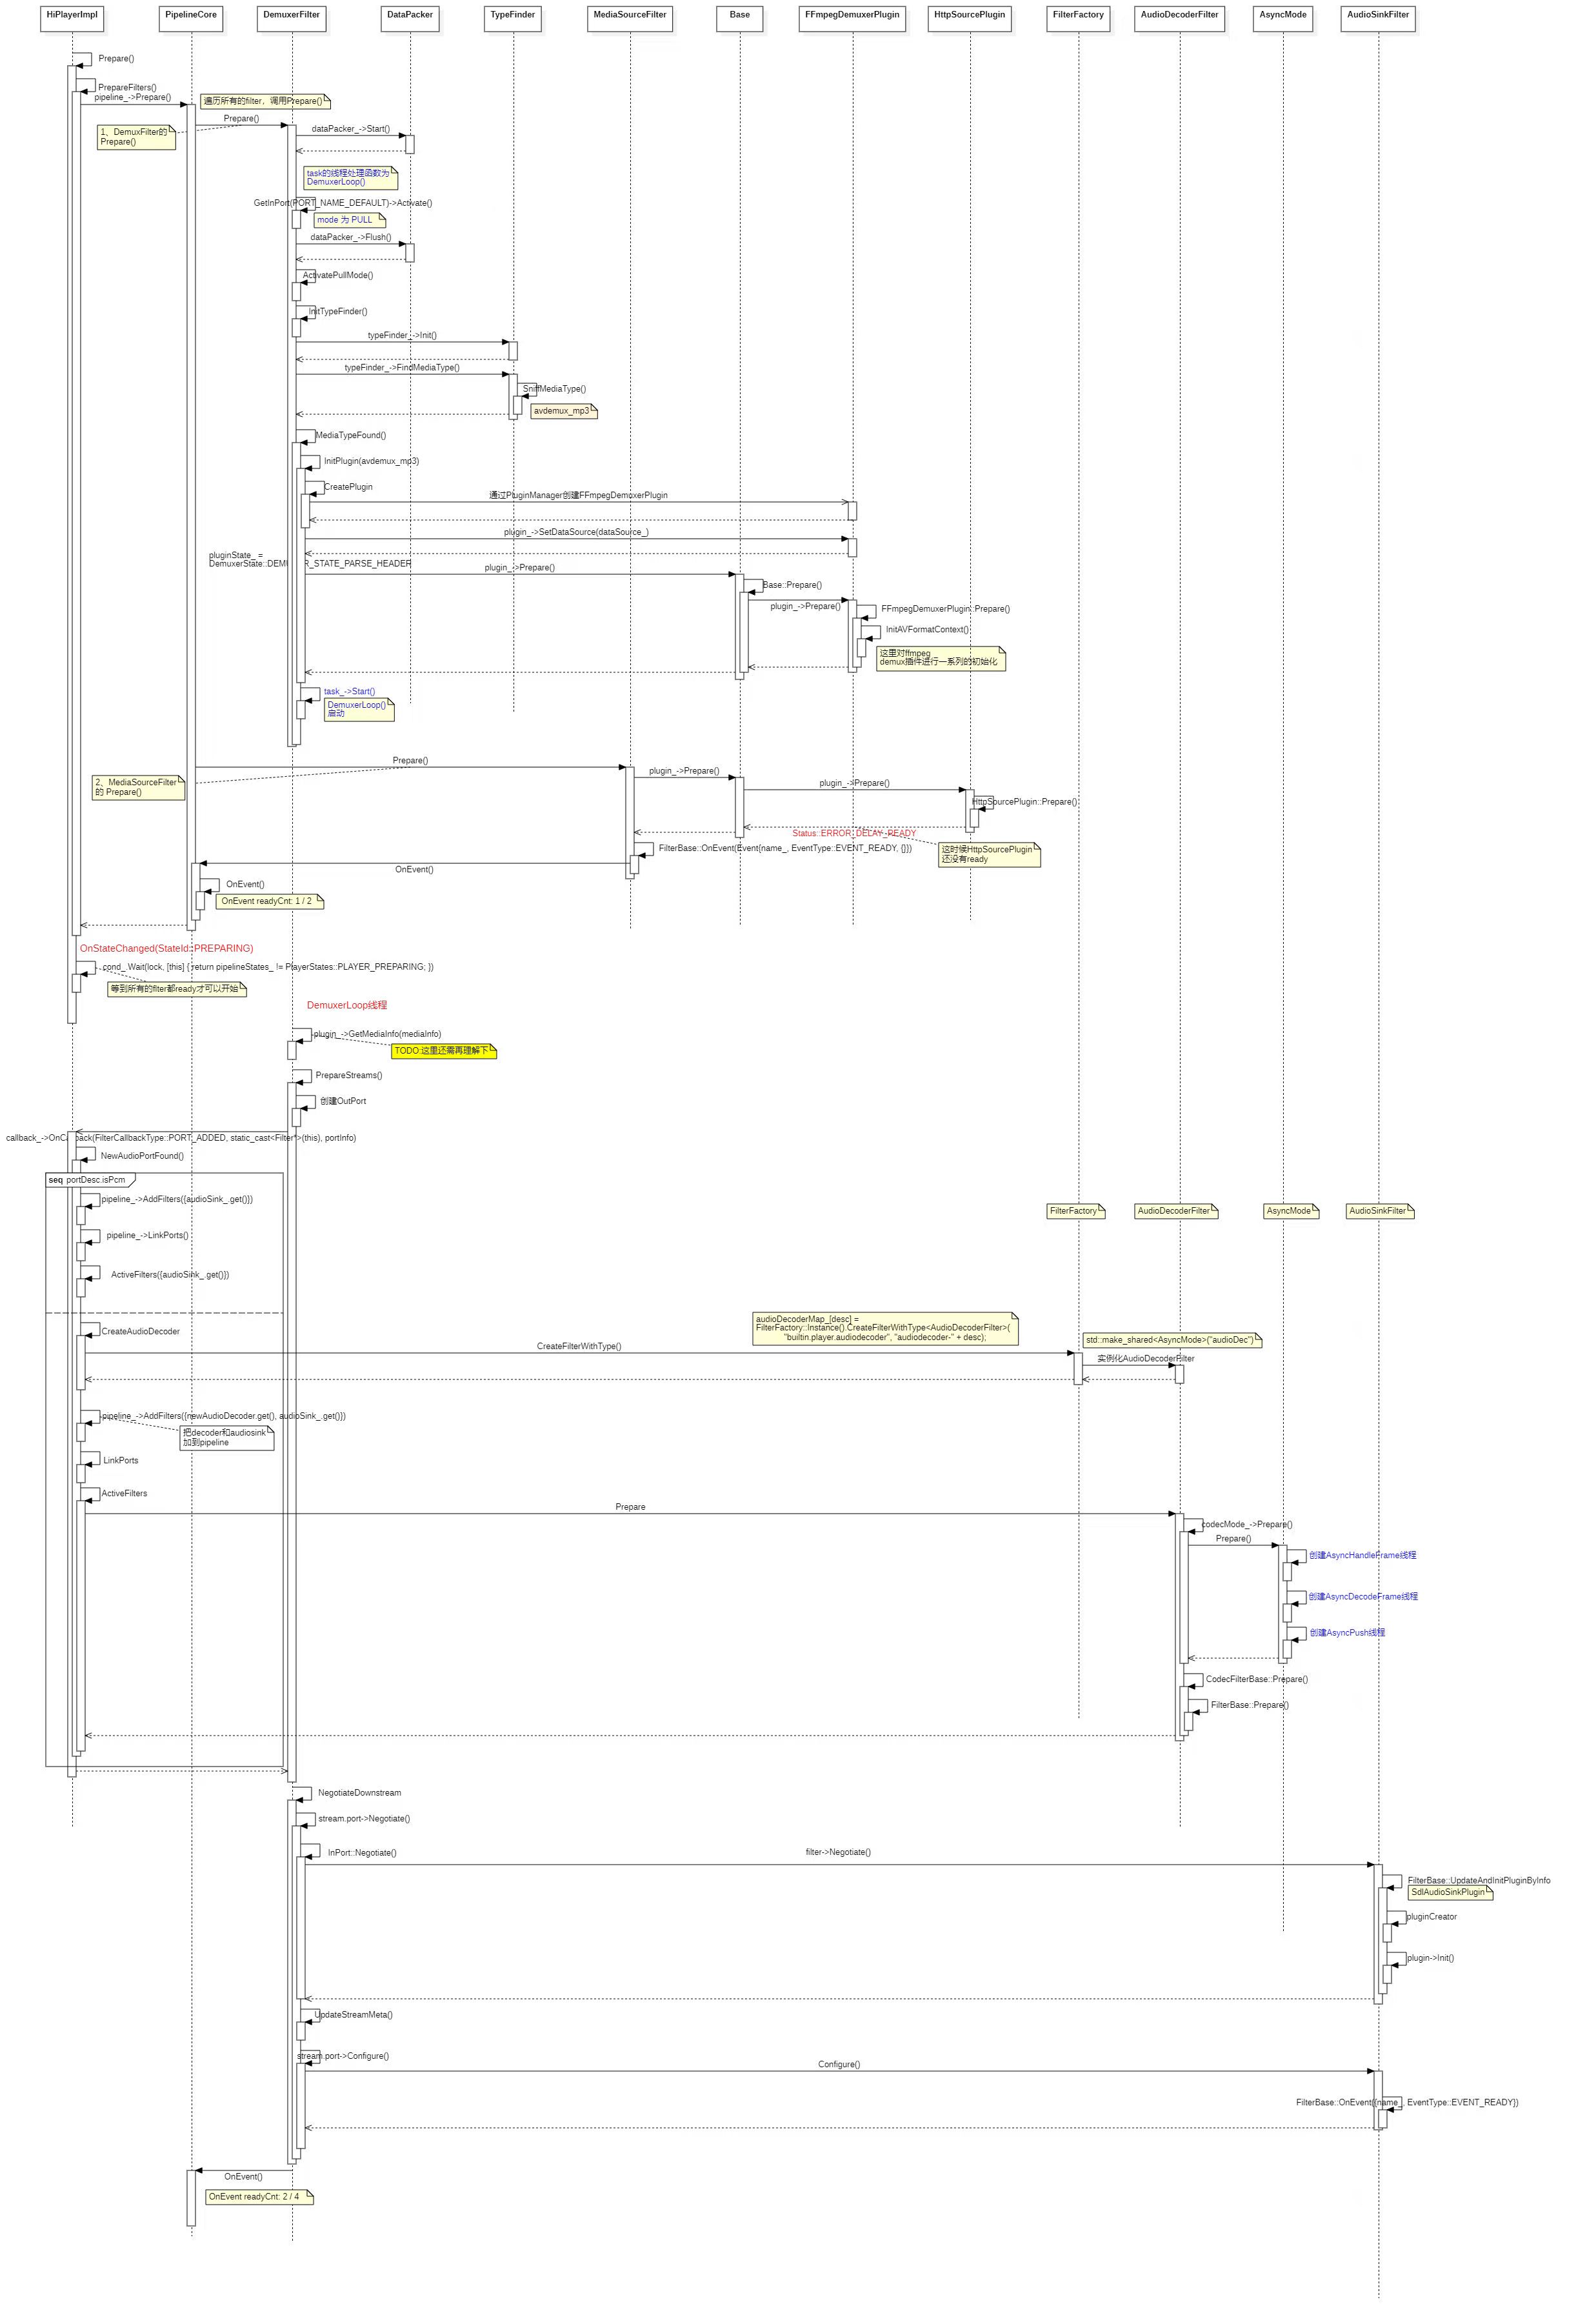 HiPlayerImpl
PipelineCore
DemuxerFilter
DataPacker
TypeFinder
MediaSourceFilter
Base
FFmpegDemuxerPlugin
HttpSourcePlugin
FilterFactory
AudioDecoderFilter
AsyncMode
AudioSinkFilter
Prepare()
PrepareFilters()
pipeline_->Prepare()
遍历所有的filter，调用Prepare()
Prepare()
1、DemuxFilter的
Prepare()
dataPacker_->Start()
task的线程处理函数为
DemuxerLoop()
GetInPort(PORT_NAME_DEFAULT)->Activate()
mode 为 PULL
dataPacker_->Flush()
ActivatePullMode()
InitTypeFinder()
typeFinder_->Init()
typeFinder_->FindMediaType()
SniffMediaType()
avdemux_mp3
MediaTypeFound()
InitPlugin(avdemux_mp3)
CreatePlugin
通过PluginManager创建FFmpegDemuxerPlugin
plugin_->SetDataSource(dataSource_)
pluginState_ =
DemuxerState::DEMUXER_STATE_PARSE_HEADER
plugin_->Prepare()
Base::Prepare()
plugin_->Prepare()
FFmpegDemuxerPlugin::Prepare()
InitAVFormatContext()
这里对ffmpeg
demux插件进行一系列的初始化
task_->Start()
DemuxerLoop()
启动
Prepare()
2、MediaSourceFilter
的 Prepare()
plugin_->Prepare()
plugin_->Prepare()
HttpSourcePlugin::Prepare()
Status::ERROR_DELAY_READY
这时候HttpSourcePlugin
还没有ready
FilterBase::OnEvent(Event{name_, EventType::EVENT_READY, {}})
OnEvent()
OnEvent()
OnEvent readyCnt: 1 / 2
OnStateChanged(StateId::PREPARING)
cond_.Wait(lock, [this] { return pipelineStates_ != PlayerStates::PLAYER_PREPARING; })
等到所有的filter都ready才可以开始
DemuxerLoop线程
plugin_->GetMediaInfo(mediaInfo)
TODO:这里还需再理解下
PrepareStreams()
创建OutPort
callback_->OnCallback(FilterCallbackType::PORT_ADDED, static_cast<Filter*>(this), portInfo)
NewAudioPortFound()
seq portDesc.isPcm
pipeline_->AddFilters({audioSink_.get()})
FilterFactory
AudioDecoderFilter
AsyncMode
AudioSinkFilter
pipeline_->LinkPorts()
ActiveFilters({audioSink_.get()})
CreateAudioDecoder
audioDecoderMap_[desc] =
FilterFactory::Instance().CreateFilterWithType<AudioDecoderFilter>(
"builtin.player.audiodecoder", "audiodecoder-" + desc);
std::make_shared<AsyncMode>("audioDec")
CreateFilterWithType()
实例化AudioDecoderFilter
pipeline_->AddFilters({newAudioDecoder.get(), audioSink_.get()})
把decoder和audiosink
加到pipeline
LinkPorts
ActiveFilters
Prepare
codecMode_->Prepare()
Prepare()
创建AsyncHandleFrame线程
创建AsyncDecodeFrame线程
创建AsyncPush线程
CodecFilterBase::Prepare()
FilterBase::Prepare()
NegotiateDownstream
stream.port->Negotiate()
InPort::Negotiate()
filter->Negotiate()
FilterBase::UpdateAndInitPluginByInfo
SdlAudioSinkPlugin
pluginCreator
plugin->Init()
UpdateStreamMeta()
stream.port->Configure()
Configure()
FilterBase::OnEvent({name_, EventType::EVENT_READY})
OnEvent()
OnEvent readyCnt: 2 / 4